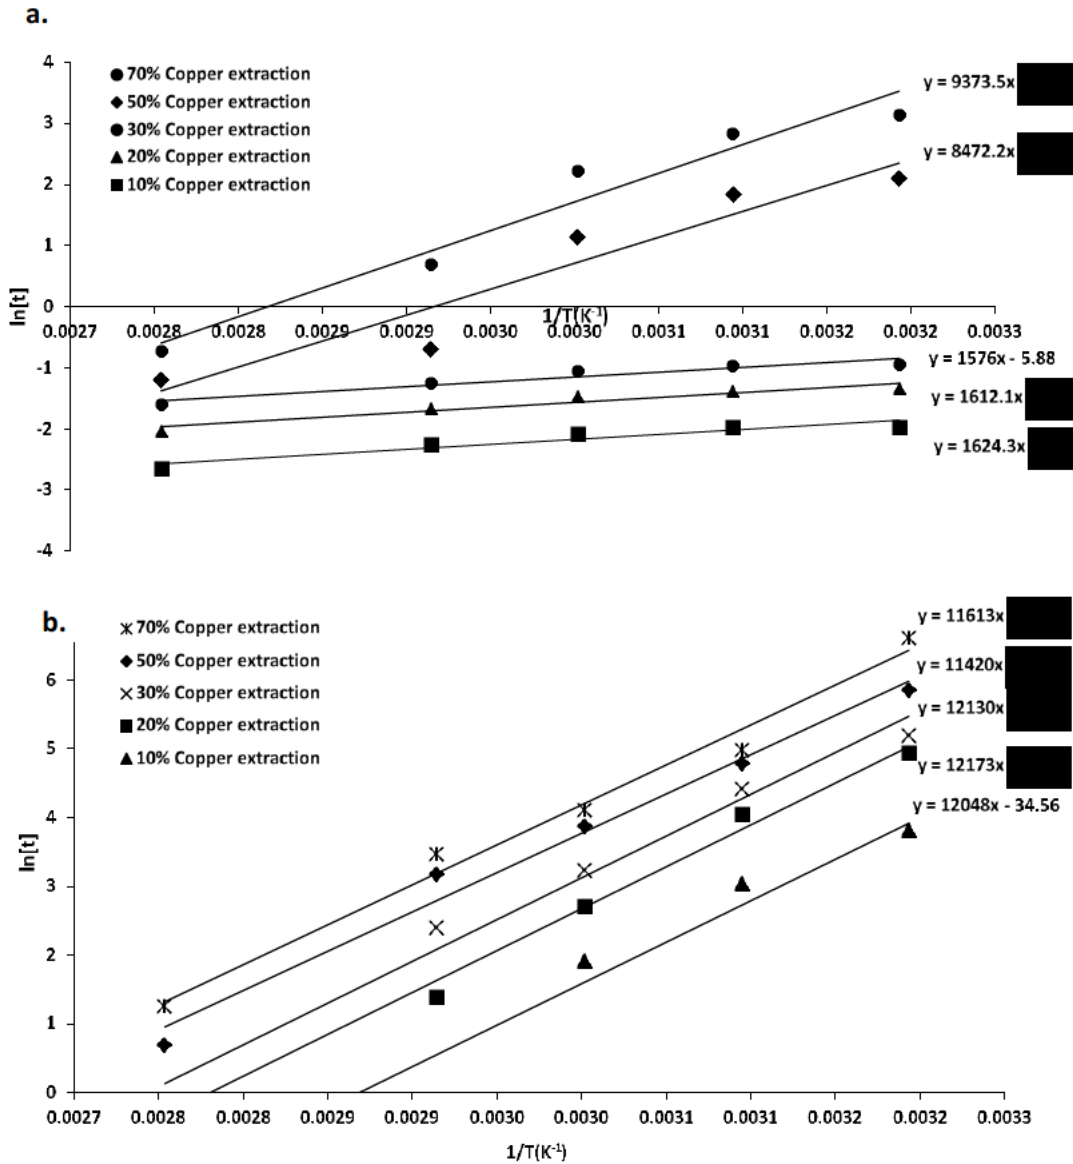 a.
4
3
2
1
0
-1
-2
-3
-4
ln[t]
● 70% Copper extraction
◆ 50% Copper extraction
● 30% Copper extraction
▲ 20% Copper extraction
■ 10% Copper extraction
y = 9373.5x
y = 8472.2x
1/T(K⁻¹)
0.0027 0.0028 0.0028 0.0029 0.0029 0.0030 0.0030 0.0031 0.0031 0.0032 0.0032 0.0033
y = 1576x - 5.88
y = 1612.1x
y = 1624.3x
b.
6
5
4
3
2
1
0
ln[t]
70% Copper extraction
◆ 50% Copper extraction
× 30% Copper extraction
■ 20% Copper extraction
▲ 10% Copper extraction
y = 11613x
y = 11420x
y = 12130x
y = 12173x
y = 12048x - 34.56
0.0027 0.0028 0.0028 0.0029 0.0029 0.0030 0.0030 0.0031 0.0031 0.0032 0.0032 0.0033
1/T(K⁻¹)